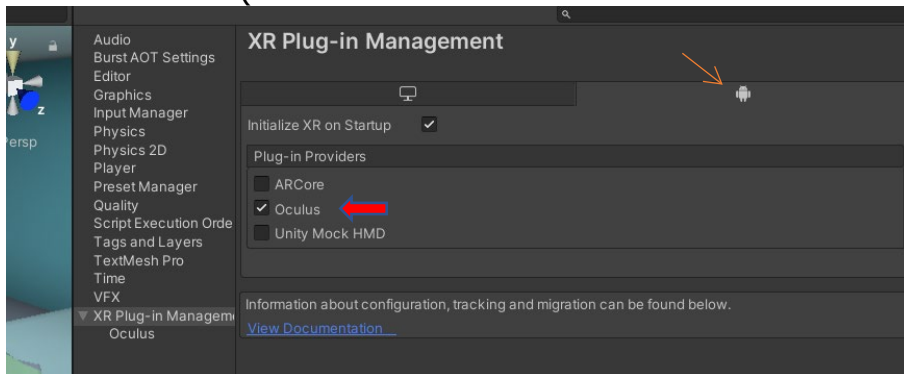 (
y
z
Persp
Audio
Burst AOT Settings
Editor
Graphics
Input Manager
Physics
Physics 2D
Player
Preset Manager
Quality
Script Execution Orde
Tags and Layers
TextMesh Pro
Time
VFX
XR Plug-in Managem
Oculus
XR Plug-in Management
Initialize XR on Startup
Plug-in Providers
ARCore
Oculus
Unity Mock HMD
Information about configuration, tracking and migration can be found below.
View Documentation